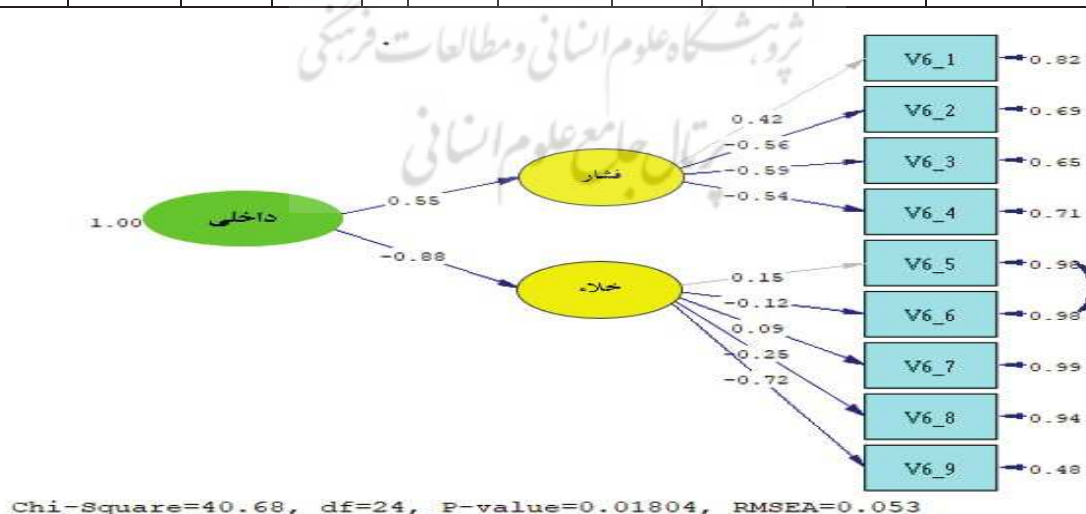 پژوهشگاه علوم انسانی و مطالعات فرهنگی
پرتال جامع علوم انسانی
V6_1
0.82
0.42
V6_2
0.69
-0.56
V6_3
0.65
-0.59
فشار
-0.54
V6_4
0.71
0.55
داخلی
1.00
-0.88
V6_5
0.98
0.15
خلاء
-0.12
V6_6
0.98
0.09
-0.25
V6_7
0.99
-0.72
V6_8
0.94
V6_9
0.48
Chi-Square=40.68, df=24, P-value=0.01804, RMSEA=0.053